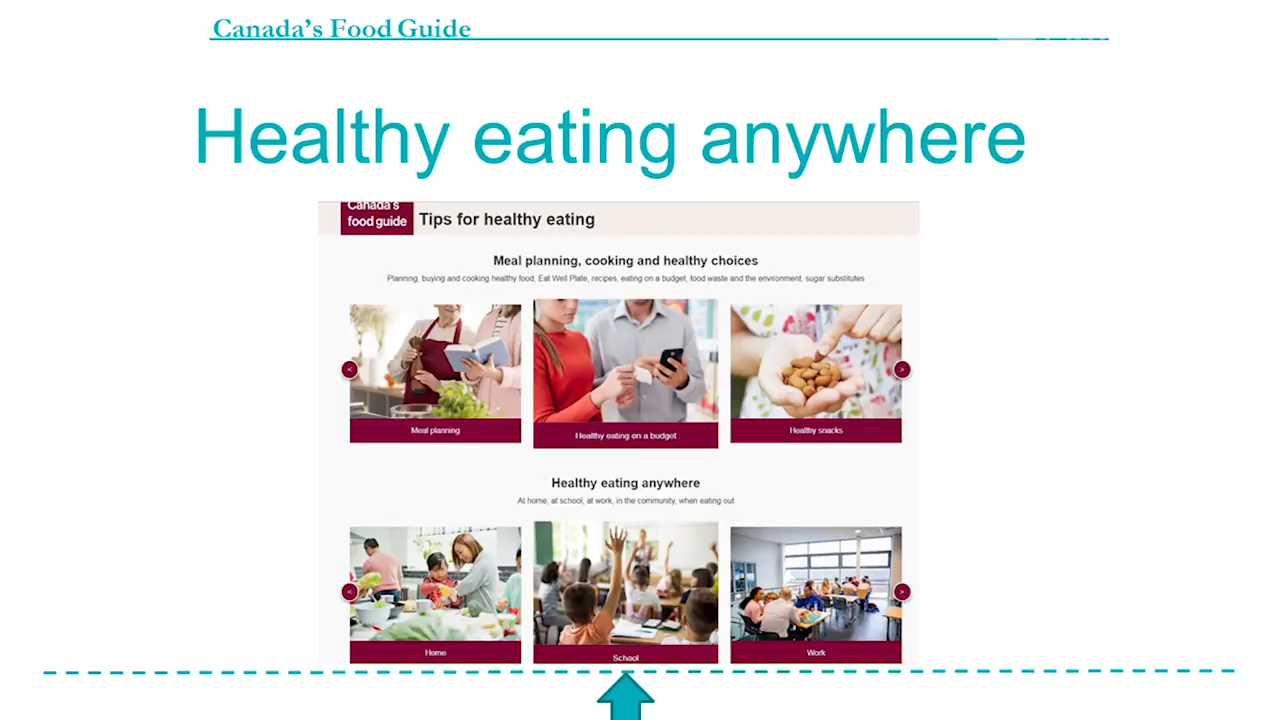 Canada's Food Guide
Healthy eating anywhere
Canada's
food guide
Tips for healthy eating
Meal planning, cooking and healthy choices
Planning, buying and cooking healthy food, Eat Well Plate, recipes, eating on a budget, food waste and the environment, sugar substitutes
<
>
Meal planning
Healthy eating on a budget
Healthy snacks
Healthy eating anywhere
At home, at school, at work, in the community, when eating out
<
>
Home
School
Work